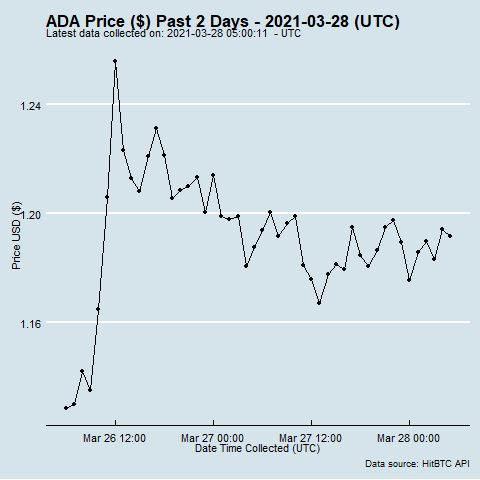 ADA Price ($) Past 2 Days - 2021-03-28 (UTC)
Latest data collected on: 2021-03-28 05:00:11 - UTC
1.24
1.20
1.16
Price USD ($)
Mar 26 12:00
Mar 27 00:00
Mar 27 12:00
Mar 28 00:00
Date Time Collected (UTC)
Data source: HitBTC API